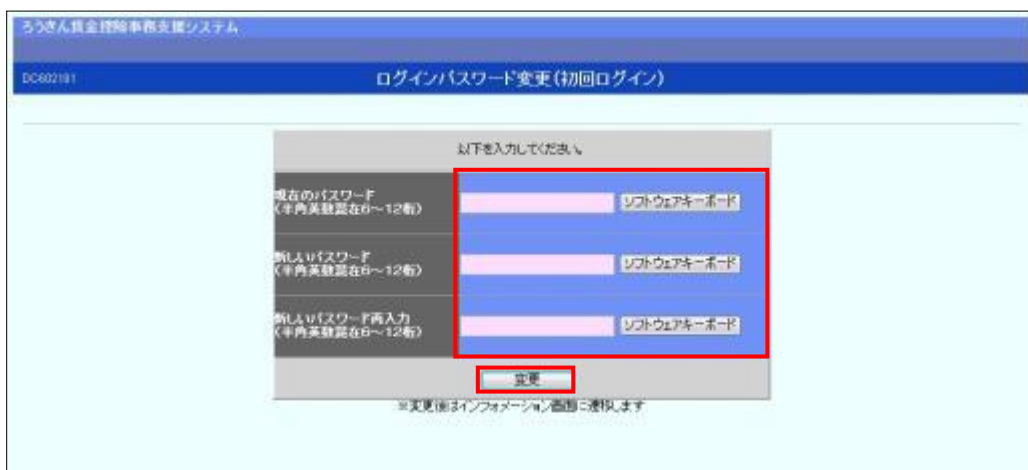 ろうきん賃金控除事務支援システム
DC602101
ログインパスワード変更(初回ログイン)
以下を入力してください。
現在のパスワード
(半角英数混在6~12桁)
ソフトウェアキーボード
新しいパスワード
(半角英数混在6~12桁)
ソフトウェアキーボード
新しいパスワード再入力
(半角英数混在6~12桁)
ソフトウェアキーボード
変更
※変更後はインフォメーション画面に遷移します